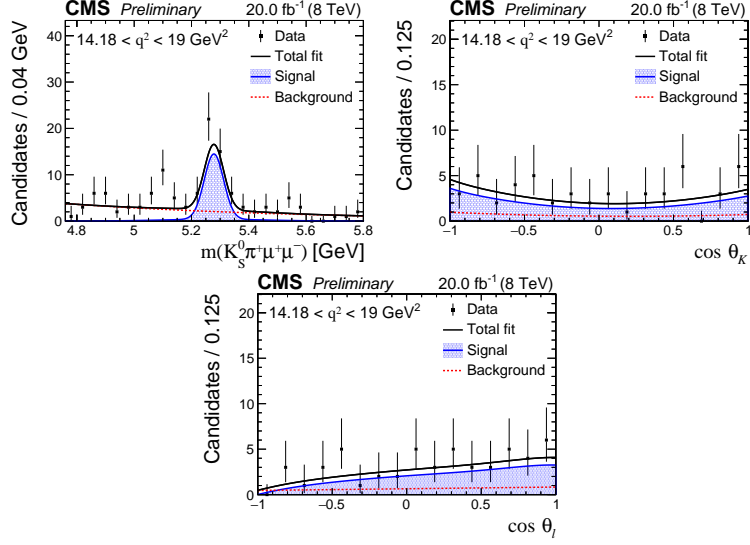 CMS Preliminary 20.0 fb⁻¹ (8 TeV)
14.18 < q² < 19 GeV²
Data
Total fit
Signal
Background
Candidates / 0.04 GeV
0
10
20
30
40
4.8 5 5.2 5.4 5.6 5.8
m(K⁰_S π⁺μ⁺μ⁻) [GeV]
CMS Preliminary 20.0 fb⁻¹ (8 TeV)
14.18 < q² < 19 GeV²
Data
Total fit
Signal
Background
Candidates / 0.125
0
5
10
15
20
−1 −0.5 0 0.5 1
cos θ_K
CMS Preliminary 20.0 fb⁻¹ (8 TeV)
14.18 < q² < 19 GeV²
Data
Total fit
Signal
Background
Candidates / 0.125
0
5
10
15
20
−1 −0.5 0 0.5 1
cos θ_l